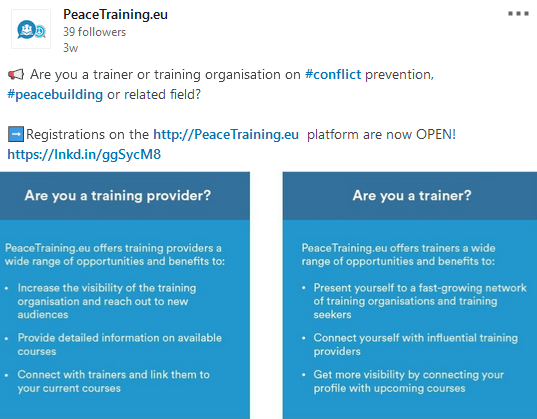 PeaceTraining.eu
39 followers
3w
📢 Are you a trainer or training organisation on #conflict prevention,
#peacebuilding or related field?
➡️Registrations on the http://PeaceTraining.eu platform are now OPEN!
https://lnkd.in/ggSycM8
Are you a training provider?
PeaceTraining.eu offers training providers a
wide range of opportunities and benefits to:
• Increase the visibility of the training
organisation and reach out to new
audiences
• Provide detailed information on available
courses
• Connect with trainers and link them to
your current courses
Are you a trainer?
PeaceTraining.eu offers trainers a wide
range of opportunities and benefits to:
• Present yourself to a fast-growing network
of training organisations and training
seekers
• Connect yourself with influential training
providers
• Get more visibility by connecting your
profile with upcoming courses